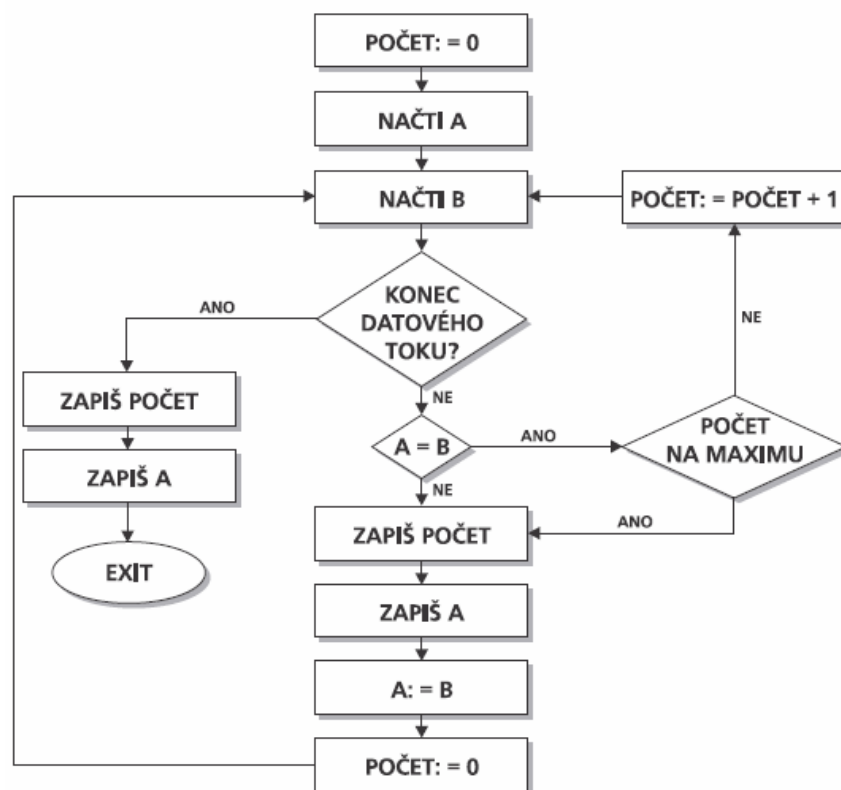 POČET: = 0
NAČTI A
NAČTI B
POČET: = POČET + 1
KONEC
DATOVÉHO
TOKU?
ANO
NE
ZAPIŠ POČET
ZAPIŠ A
EXIT
A = B
ANO
POČET
NA MAXIMU
NE
ANO
NE
ZAPIŠ POČET
ZAPIŠ A
A: = B
POČET: = 0